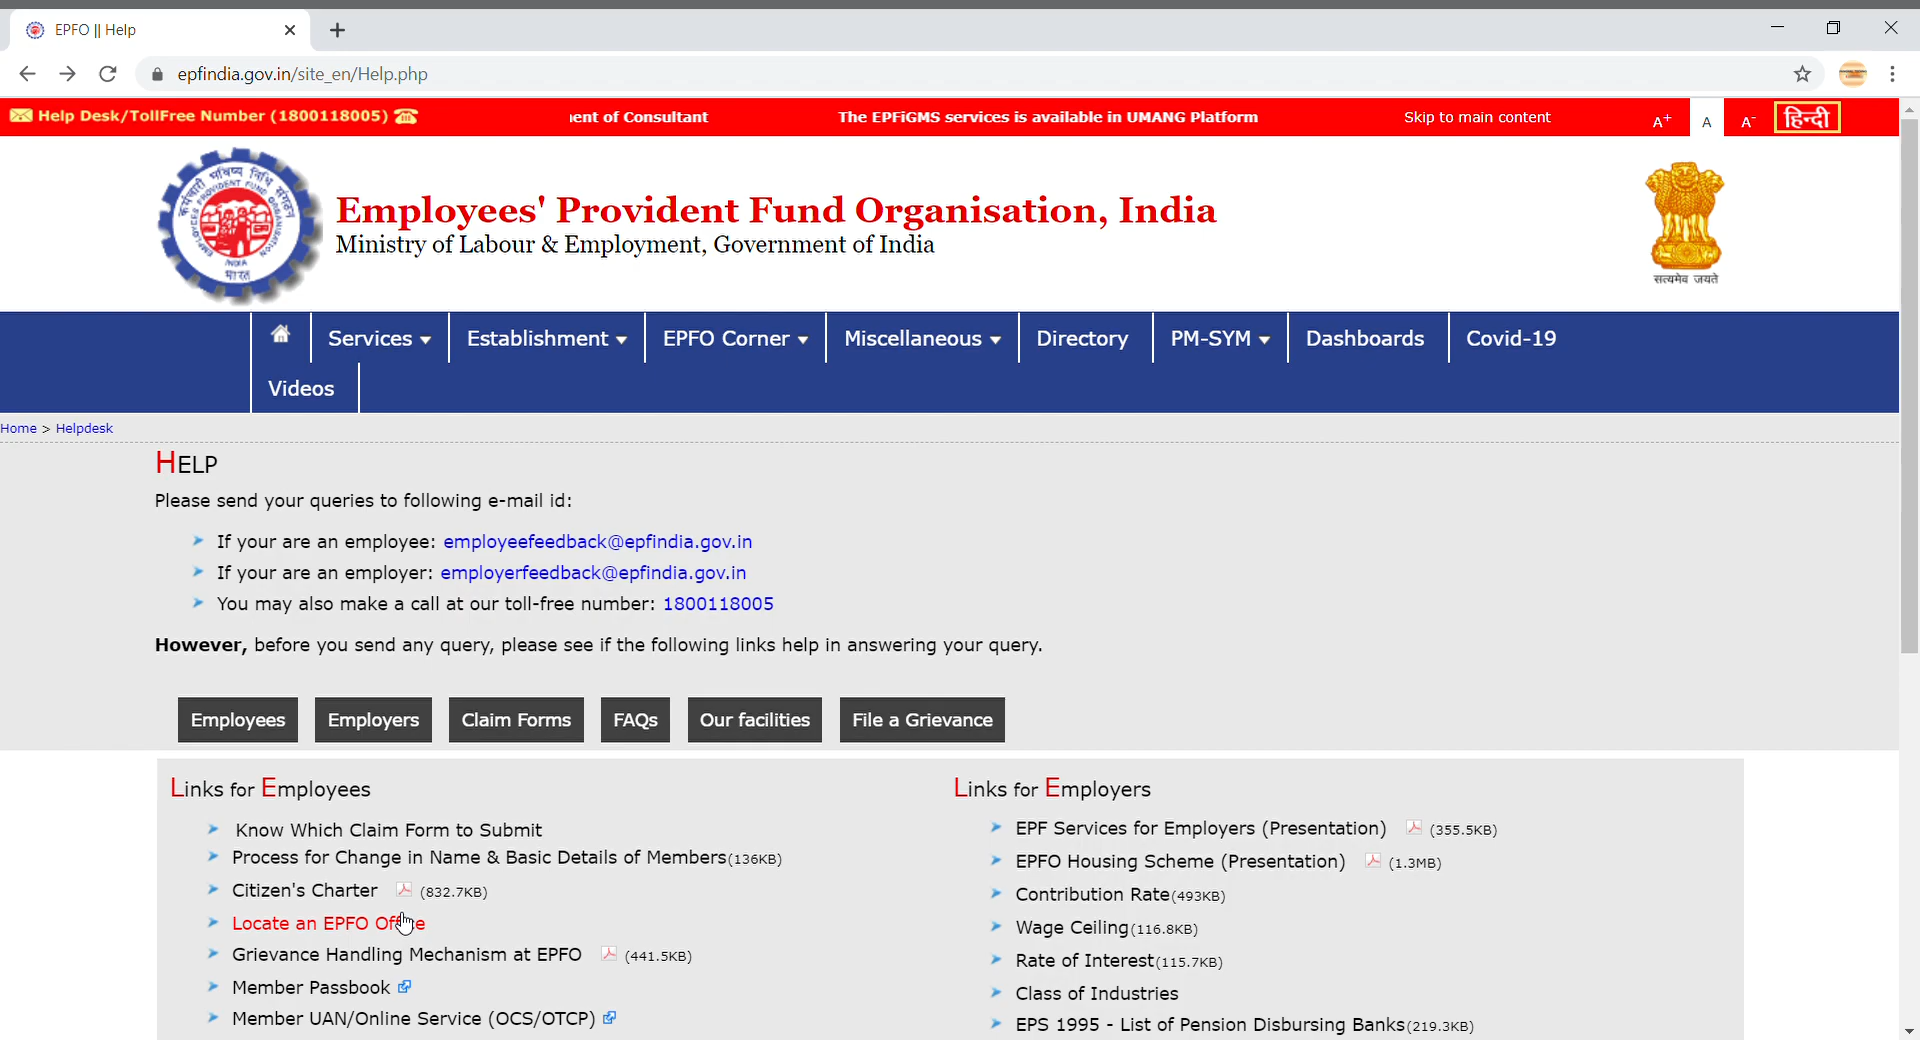 EPFO || Help
epfindia.gov.in/site_en/Help.php
Help Desk/TollFree Number (1800118005)
ent of Consultant
The EPFiGMS services is available in UMANG Platform
Skip to main content
A+
A
A-
हिन्दी
कर्मचारी भविष्य निधि संगठन
EMPLOYEES PROVIDENT FUND ORGANISATION
INDIA
भारत
Employees' Provident Fund Organisation, India
Ministry of Labour & Employment, Government of India
सत्यमेव जयते
Services
Establishment
EPFO Corner
Miscellaneous
Directory
PM-SYM
Dashboards
Covid-19
Videos
Home > Helpdesk
HELP
Please send your queries to following e-mail id:
If your are an employee: employeefeedback@epfindia.gov.in
If your are an employer: employerfeedback@epfindia.gov.in
You may also make a call at our toll-free number: 1800118005
However, before you send any query, please see if the following links help in answering your query.
Employees
Employers
Claim Forms
FAQs
Our facilities
File a Grievance
Links for Employees
Know Which Claim Form to Submit
Process for Change in Name & Basic Details of Members(136KB)
Citizen's Charter (832.7KB)
Locate an EPFO Office
Grievance Handling Mechanism at EPFO (441.5KB)
Member Passbook
Member UAN/Online Service (OCS/OTCP)
Links for Employers
EPF Services for Employers (Presentation) (355.5KB)
EPFO Housing Scheme (Presentation) (1.3MB)
Contribution Rate(493KB)
Wage Ceiling(116.8KB)
Rate of Interest(115.7KB)
Class of Industries
EPS 1995 - List of Pension Disbursing Banks(219.3KB)